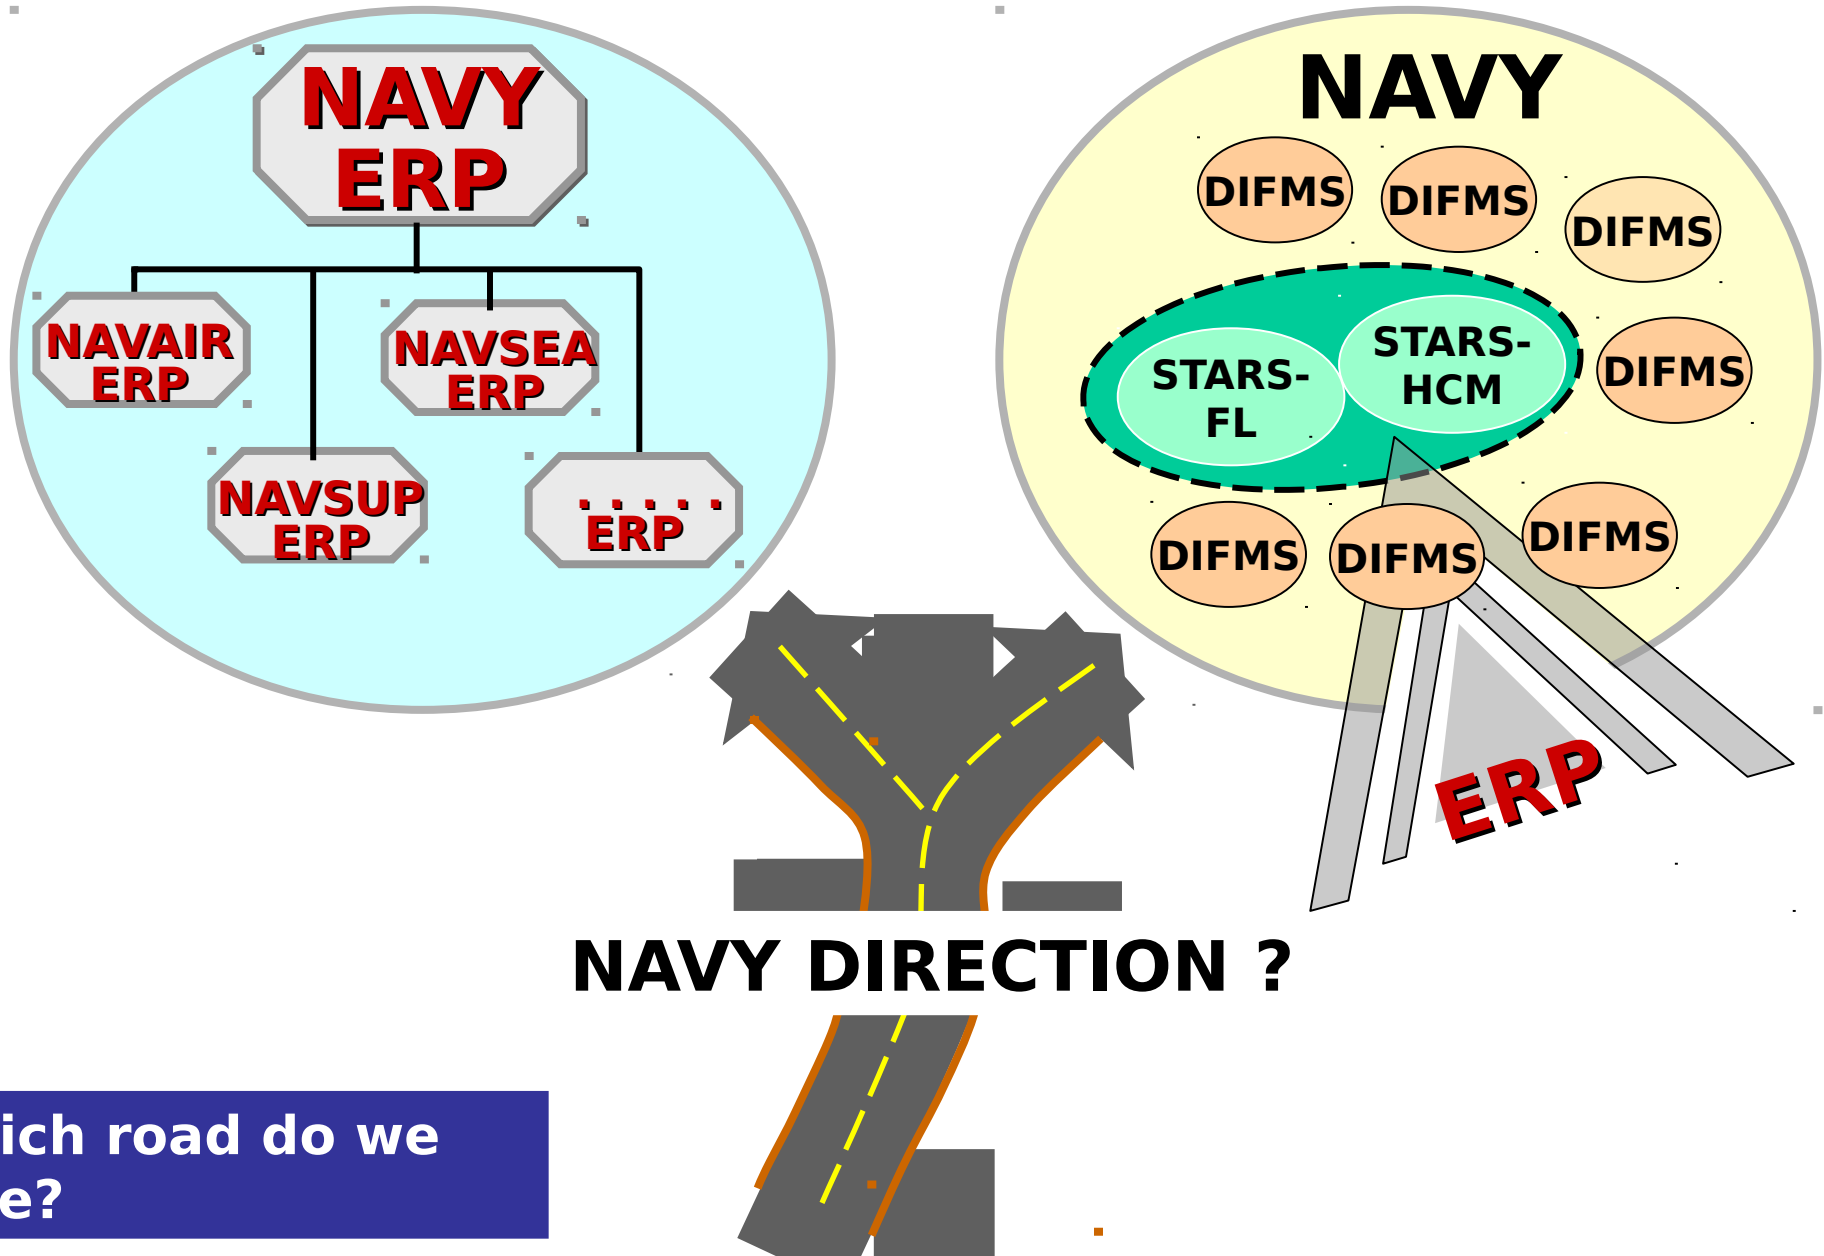 NAVY
ERP
NAVAIR
ERP
NAVSEA
ERP
NAVSUP
ERP
. . . . .
ERP
NAVY
DIFMS
DIFMS
DIFMS
STARS-
FL
STARS-
HCM
DIFMS
DIFMS
DIFMS
DIFMS
ERP
NAVY DIRECTION ?
ich road do we
e?